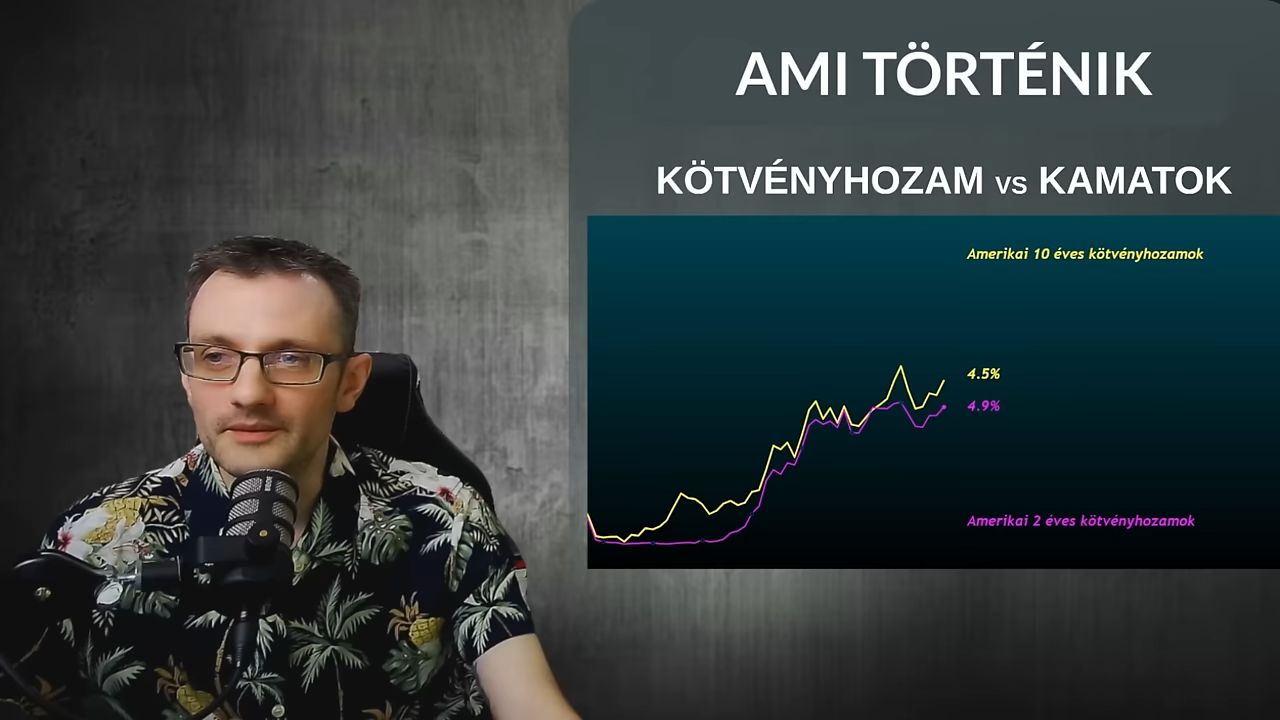 AMI TÖRTÉNIK
KÖTVÉNYHOZAM VS KAMATOK
Amerikai 10 éves kötvényhozamok
4.5%
4.9%
Amerikai 2 éves kötvényhozamok